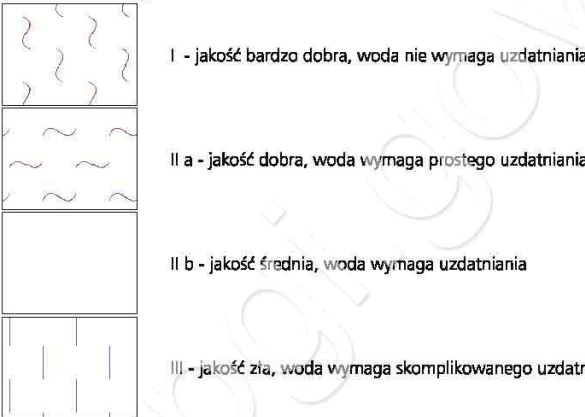 I - jakość bardzo dobra, woda nie wymaga uzdatniania
II a - jakość dobra, woda wymaga prostego uzdatniania
II b - jakość średnia, woda wymaga uzdatniania
III - jakość zła, woda wymaga skomplikowanego